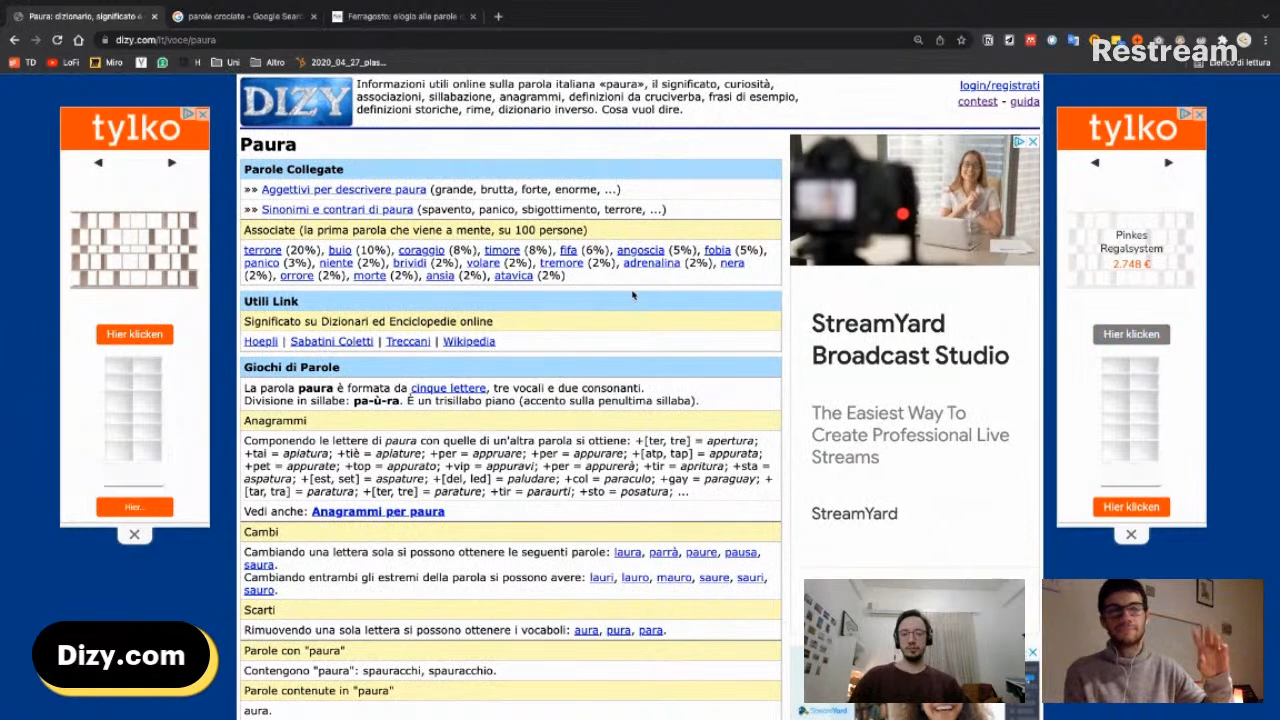 Paura: dizionario, significato e
parole crociate - Google Sear
Ferragosto: elogio alle parole
dizy.com/it/voce/paura
Restream
TD
LoFi
Miro
H
Uni
Altro
2020_04_27_plas...
Elenco di lettura
DIZY
Informazioni utili online sulla parola italiana «paura», il significato, curiosità,
associazioni, sillabazione, anagrammi, definizioni da cruciverba, frasi di esempio,
definizioni storiche, rime, dizionario inverso. Cosa vuol dire.
login/registrati
contest - guida
tylko
Hier klicken
Hier...
Paura
Parole Collegate
»» Aggettivi per descrivere paura (grande, brutta, forte, enorme, ...)
»» Sinonimi e contrari di paura (spavento, panico, sbigottimento, terrore, ...)
Associate (la prima parola che viene a mente, su 100 persone)
terrore (20%), buio (10%), coraggio (8%), timore (8%), fifa (6%), angoscia (5%), fobia (5%),
panico (3%), niente (2%), brividi (2%), volare (2%), tremore (2%), adrenalina (2%), nera
(2%), orrore (2%), morte (2%), ansia (2%), atavica (2%)
Utili Link
Significato su Dizionari ed Enciclopedie online
Hoepli | Sabatini Coletti | Treccani | Wikipedia
Giochi di Parole
La parola paura è formata da cinque lettere, tre vocali e due consonanti.
Divisione in sillabe: pa-ù-ra. È un trisillabo piano (accento sulla penultima sillaba).
Anagrammi
Componendo le lettere di paura con quelle di un'altra parola si ottiene: +[ter, tre] = apertura;
+tai = apiatura; +tiè = apiature; +per = appruare; +per = appurare; +[atp, tap] = appurata;
+pet = appurate; +top = appurato; +vip = appuravi; +per = appurerà; +tir = apritura; +sta =
aspatura; +[est, set] = aspature; +[del, led] = paludare; +col = paraculo; +gay = paraguay; +
[tar, tra] = paratura; +[ter, tre] = parature; +tir = paraurti; +sto = posatura; ...
Vedi anche: Anagrammi per paura
Cambi
Cambiando una lettera sola si possono ottenere le seguenti parole: laura, parrà, paure, pausa,
saura.
Cambiando entrambi gli estremi della parola si possono avere: lauri, lauro, mauro, saure, sauri,
sauro.
Scarti
Rimuovendo una sola lettera si possono ottenere i vocaboli: aura, pura, para.
Parole con "paura"
Contengono "paura": spauracchi, spauracchio.
Parole contenute in "paura"
aura.
StreamYard
Broadcast Studio
The Easiest Way To
Create Professional Live
Streams
StreamYard
StreamYard
tylko
Pinkes
Regalsystem
2.748 €
Hier klicken
Hier klicken
Dizy.com